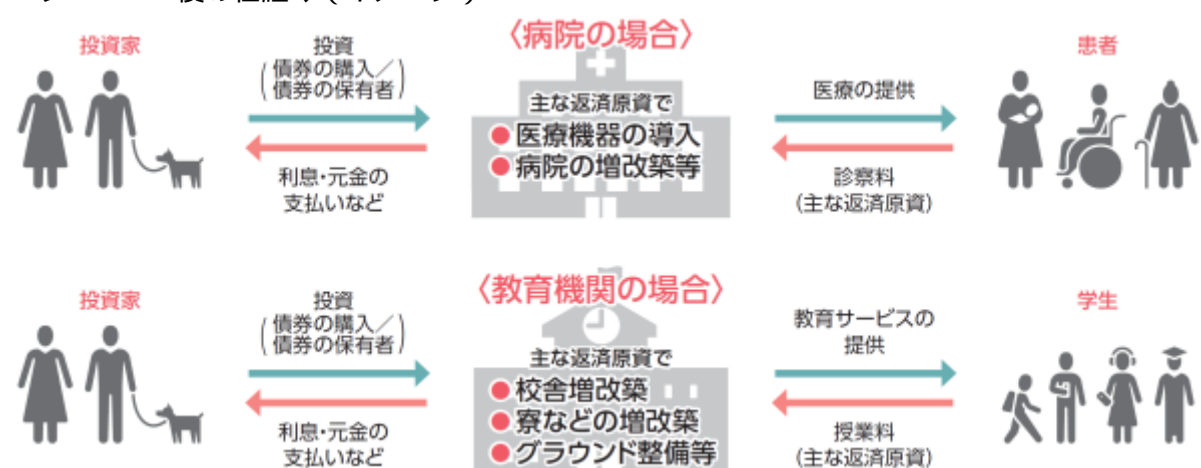 〈病院の場合〉
投資家
投資
(債券の購入／
債券の保有者)
利息・元金の
支払いなど
主な返済原資で
●医療機器の導入
●病院の増改築等
医療の提供
診察料
(主な返済原資)
患者
〈教育機関の場合〉
投資家
投資
(債券の購入／
債券の保有者)
利息・元金の
支払いなど
主な返済原資で
●校舎増改築
●寮などの増改築
●グラウンド整備等
教育サービスの
提供
授業料
(主な返済原資)
学生